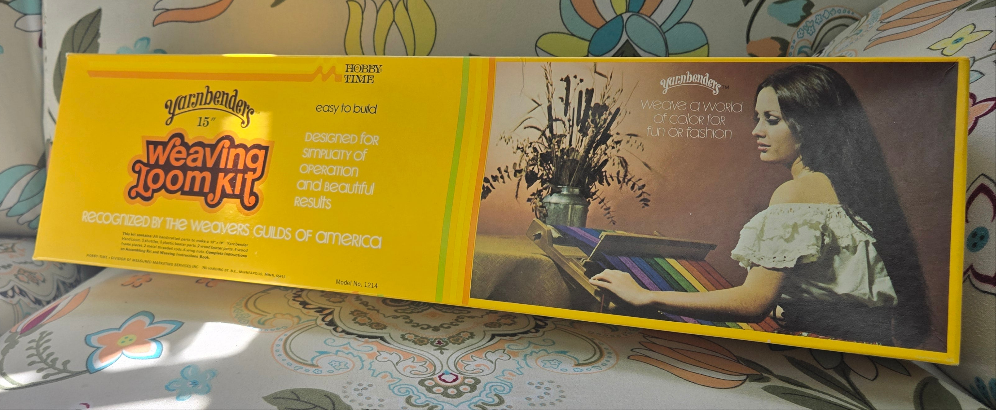 HOBBY
TIME
Yarnbenders
15"
weaving
loom kit
RECOGNIZED BY THE WEAVERS GUILDS OF AMERICA
easy to build
DESIGNED FOR
SIMPLICITY OF
OPERATION
and BEAUTIFUL
RESULTS
Model No. 1214
Yarnbenders
weave a world
of color for
fun or fashion